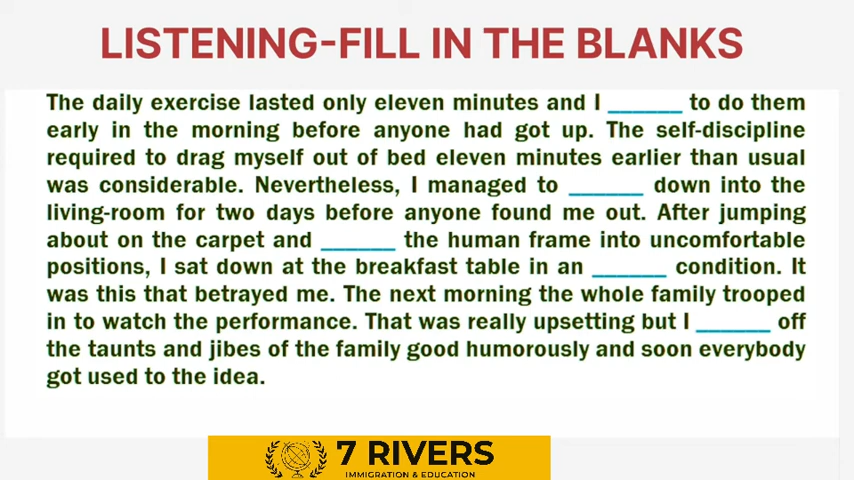 LISTENING-FILL IN THE BLANKS
The daily exercise lasted only eleven minutes and I ______ to do them
early in the morning before anyone had got up. The self-discipline
required to drag myself out of bed eleven minutes earlier than usual
was considerable. Nevertheless, I managed to ______ down into the
living-room for two days before anyone found me out. After jumping
about on the carpet and ______ the human frame into uncomfortable
positions, I sat down at the breakfast table in an ______ condition. It
was this that betrayed me. The next morning the whole family trooped
in to watch the performance. That was really upsetting but I ______ off
the taunts and jibes of the family good humorously and soon everybody
got used to the idea.
7 RIVERS
IMMIGRATION & EDUCATION